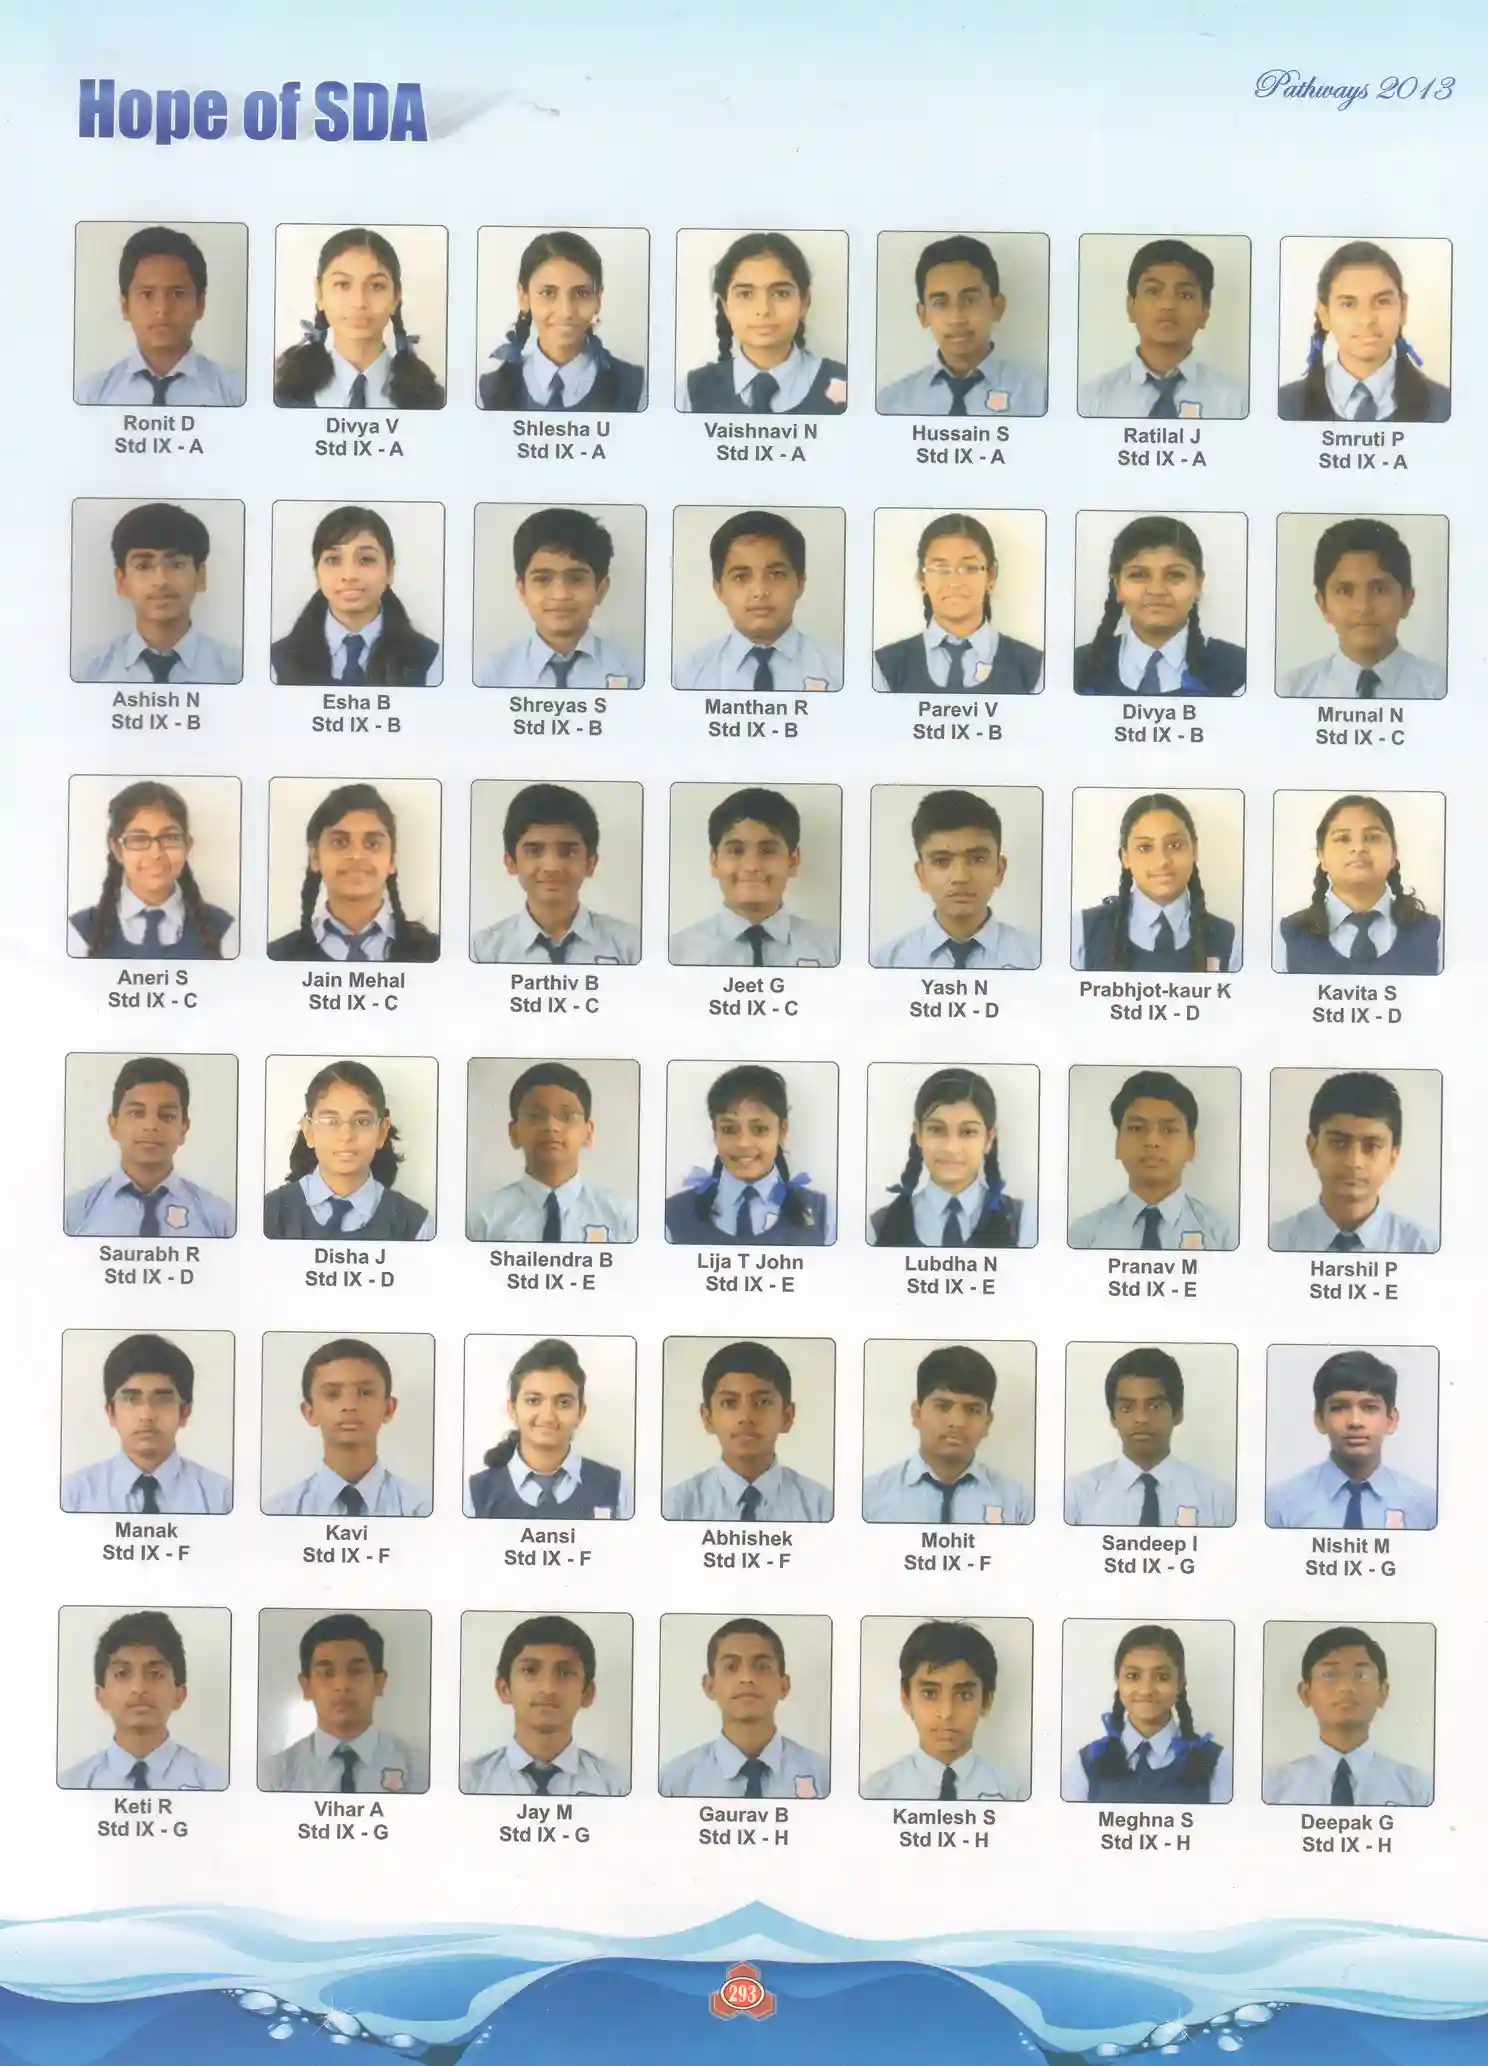 Hope of SDA
Pathways 2013
Ronit D
Std IX - A
Divya V
Std IX - A
Shlesha U
Std IX - A
Vaishnavi N
Std IX - A
Hussain S
Std IX - A
Ratilal J
Std IX - A
Smruti P
Std IX - A
Ashish N
Std IX - B
Esha B
Std IX - B
Shreyas S
Std IX - B
Manthan R
Std IX - B
Parevi V
Std IX - B
Divya B
Std IX - B
Mrunal N
Std IX - C
Aneri S
Std IX - C
Jain Mehal
Std IX - C
Parthiv B
Std IX - C
Jeet G
Std IX - C
Yash N
Std IX - D
Prabhjot-kaur K
Std IX - D
Kavita S
Std IX - D
Saurabh R
Std IX - D
Disha J
Std IX - D
Shailendra B
Std IX - E
Lija T John
Std IX - E
Lubdha N
Std IX - E
Pranav M
Std IX - E
Harshil P
Std IX - E
Manak
Std IX - F
Kavi
Std IX - F
Aansi
Std IX - F
Abhishek
Std IX - F
Mohit
Std IX - F
Sandeep I
Std IX - G
Nishit M
Std IX - G
Keti R
Std IX - G
Vihar A
Std IX - G
Jay M
Std IX - G
Gaurav B
Std IX - H
Kamlesh S
Std IX - H
Meghna S
Std IX - H
Deepak G
Std IX - H
293